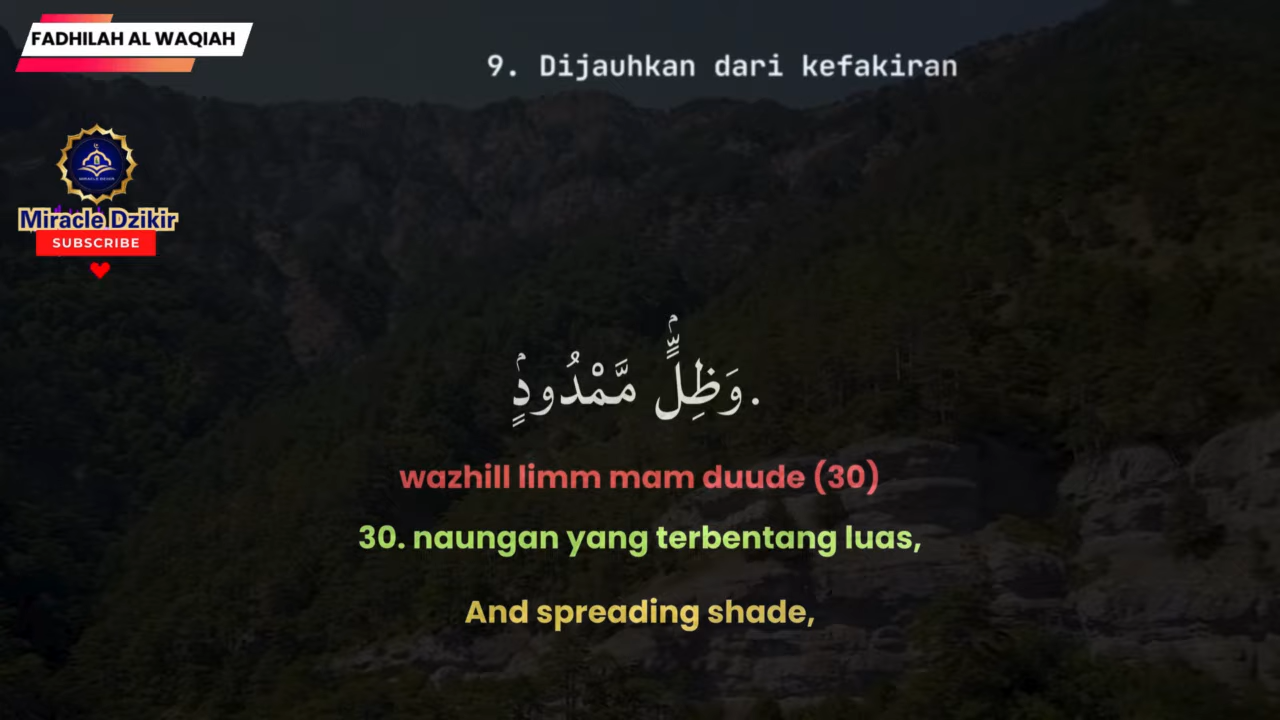 FADHILAH AL WAQIAH
9. Dijauhkan dari kefakiran
Miracle Dzikir
SUBSCRIBE
وَظِلٍّۢ مَّمْدُودٍۢ.
wazhill limm mam duude (30)
30. naungan yang terbentang luas,
And spreading shade,